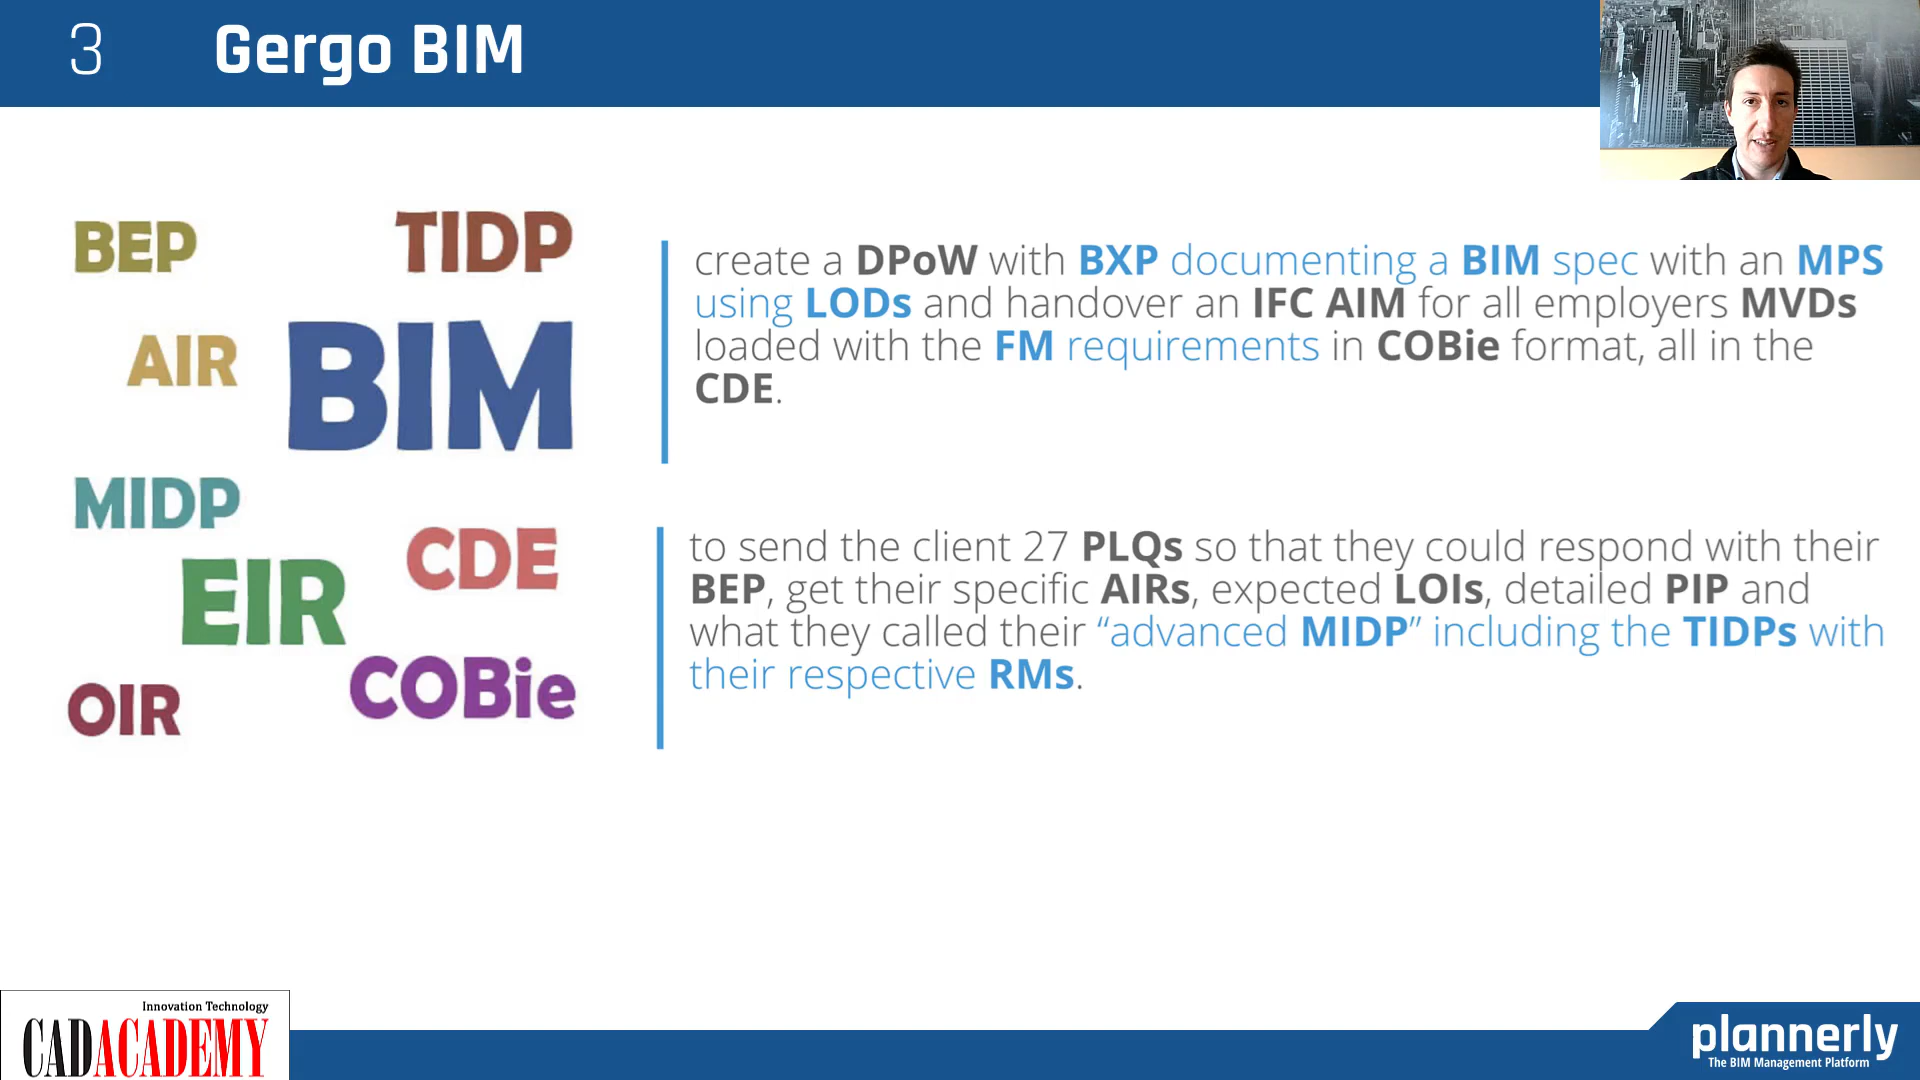 3 Gergo BIM
BEP TIDP
AIR BIM
MIDP
EIR CDE
OIR COBie
create a DPoW with BXP documenting a BIM spec with an MPS
using LODs and handover an IFC AIM for all employers MVDs
loaded with the FM requirements in COBie format, all in the
CDE.
to send the client 27 PLQs so that they could respond with their
BEP, get their specific AIRs, expected LOIs, detailed PIP and
what they called their “advanced MIDP” including the TIDPs with
their respective RMs.
Innovation Technology
CADACADEMY
plannerly
The BIM Management Platform